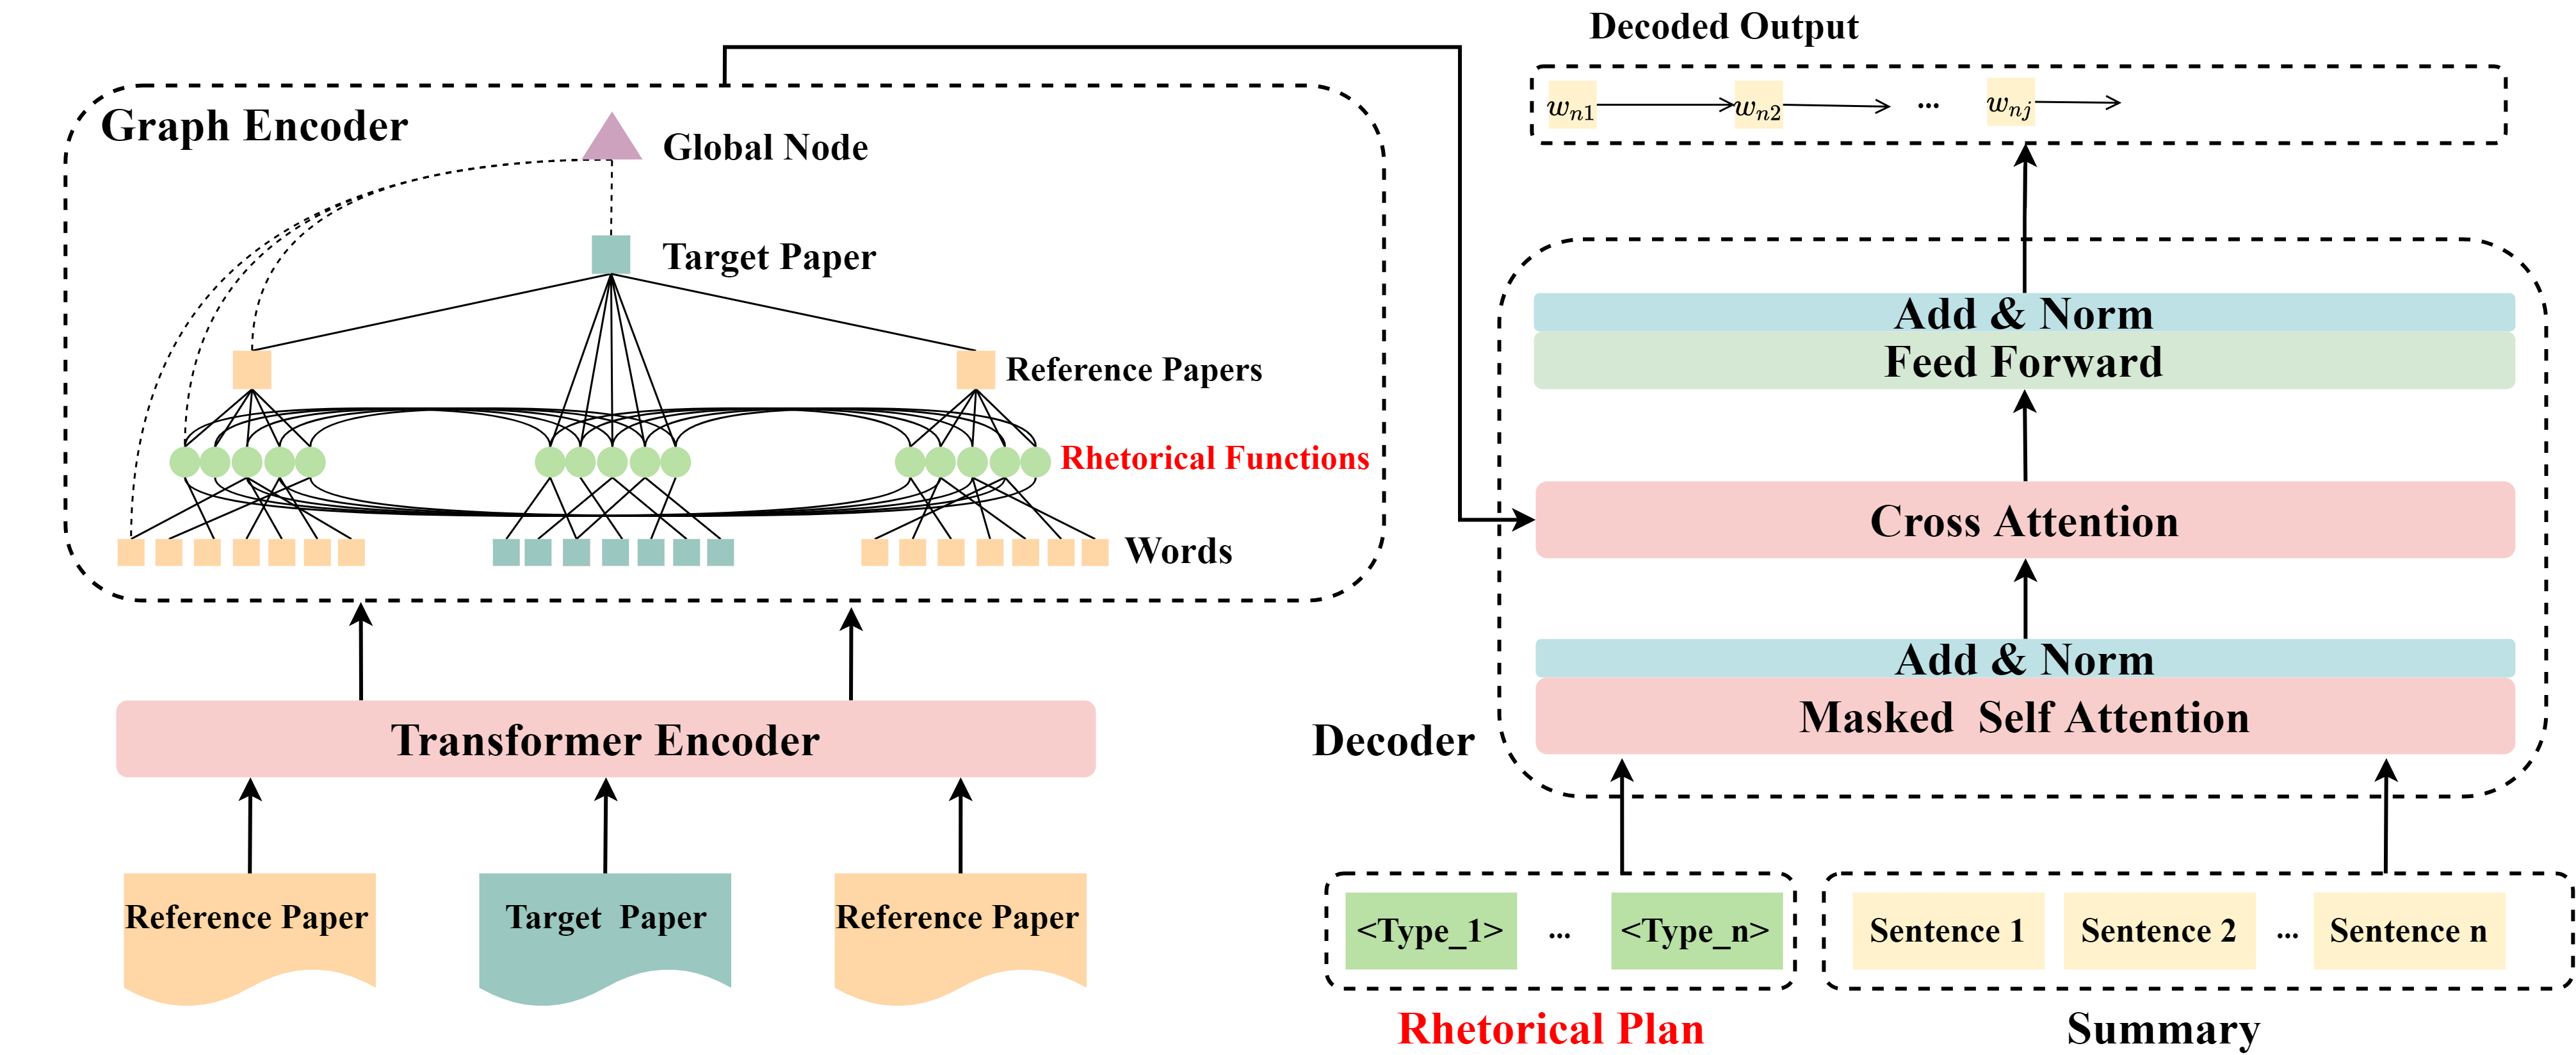 Graph Encoder
Global Node
Target Paper
Reference Papers
Rhetorical Functions
Words
Transformer Encoder
Reference Paper
Target Paper
Reference Paper
Decoded Output
w_{n1}
w_{n2}
...
w_{nj}
Add & Norm
Feed Forward
Cross Attention
Add & Norm
Masked Self Attention
Decoder
<Type_1>
...
<Type_n>
Rhetorical Plan
Sentence 1
Sentence 2
...
Sentence n
Summary